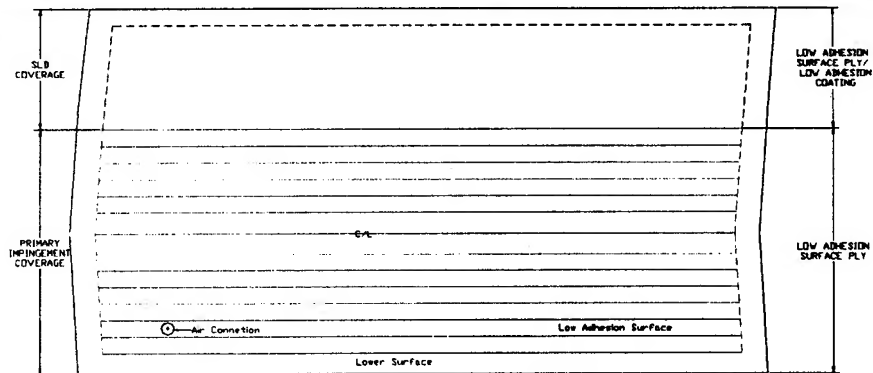 SLD
COVERAGE
LOW ADHESION
SURFACE PLY/
LOW ADHESION
COATING
C/L
PRIMARY
IMPINGEMENT
COVERAGE
LOW ADHESION
SURFACE PLY
Air Connetion
Low Adhesion Surface
Lower Surface